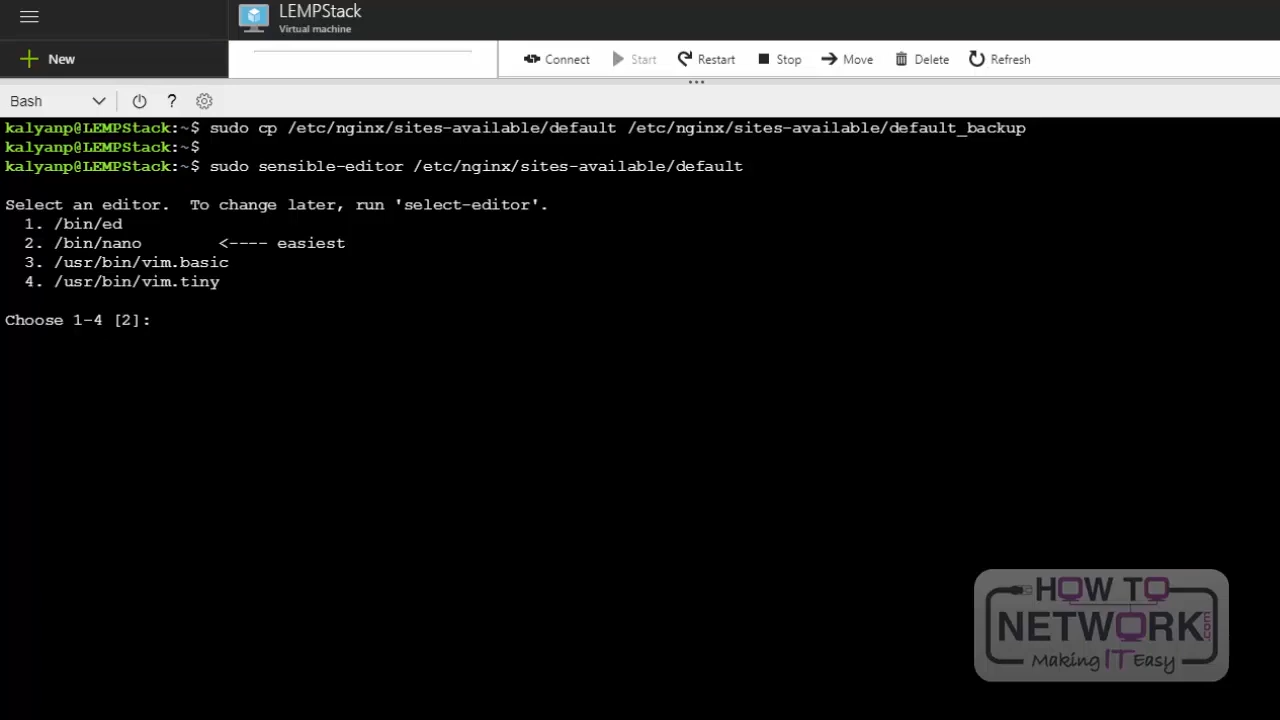 LEMPStack
Virtual machine
New
Connect Start Restart Stop Move Delete Refresh
Bash ?
kalyanp@LEMPStack:~$ sudo cp /etc/nginx/sites-available/default /etc/nginx/sites-available/default_backup
kalyanp@LEMPStack:~$
kalyanp@LEMPStack:~$ sudo sensible-editor /etc/nginx/sites-available/default
Select an editor.  To change later, run 'select-editor'.
1. /bin/ed
2. /bin/nano        <---- easiest
3. /usr/bin/vim.basic
4. /usr/bin/vim.tiny
Choose 1-4 [2]:
HOW TO
NETWORK.com
Making IT Easy